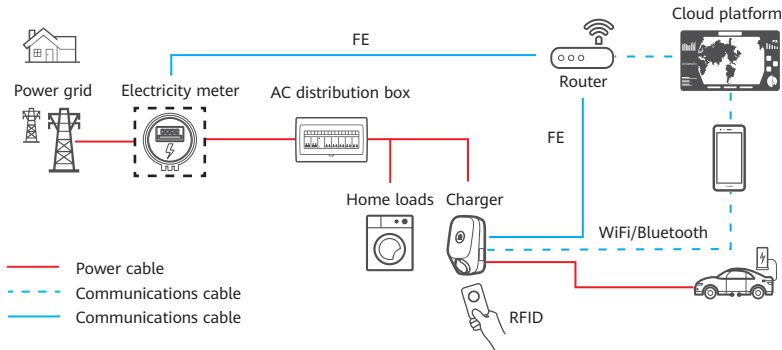 Cloud platform
FE
Router
Power grid
Electricity meter
AC distribution box
FE
Home loads
Charger
WiFi/Bluetooth
Power cable
Communications cable
Communications cable
RFID